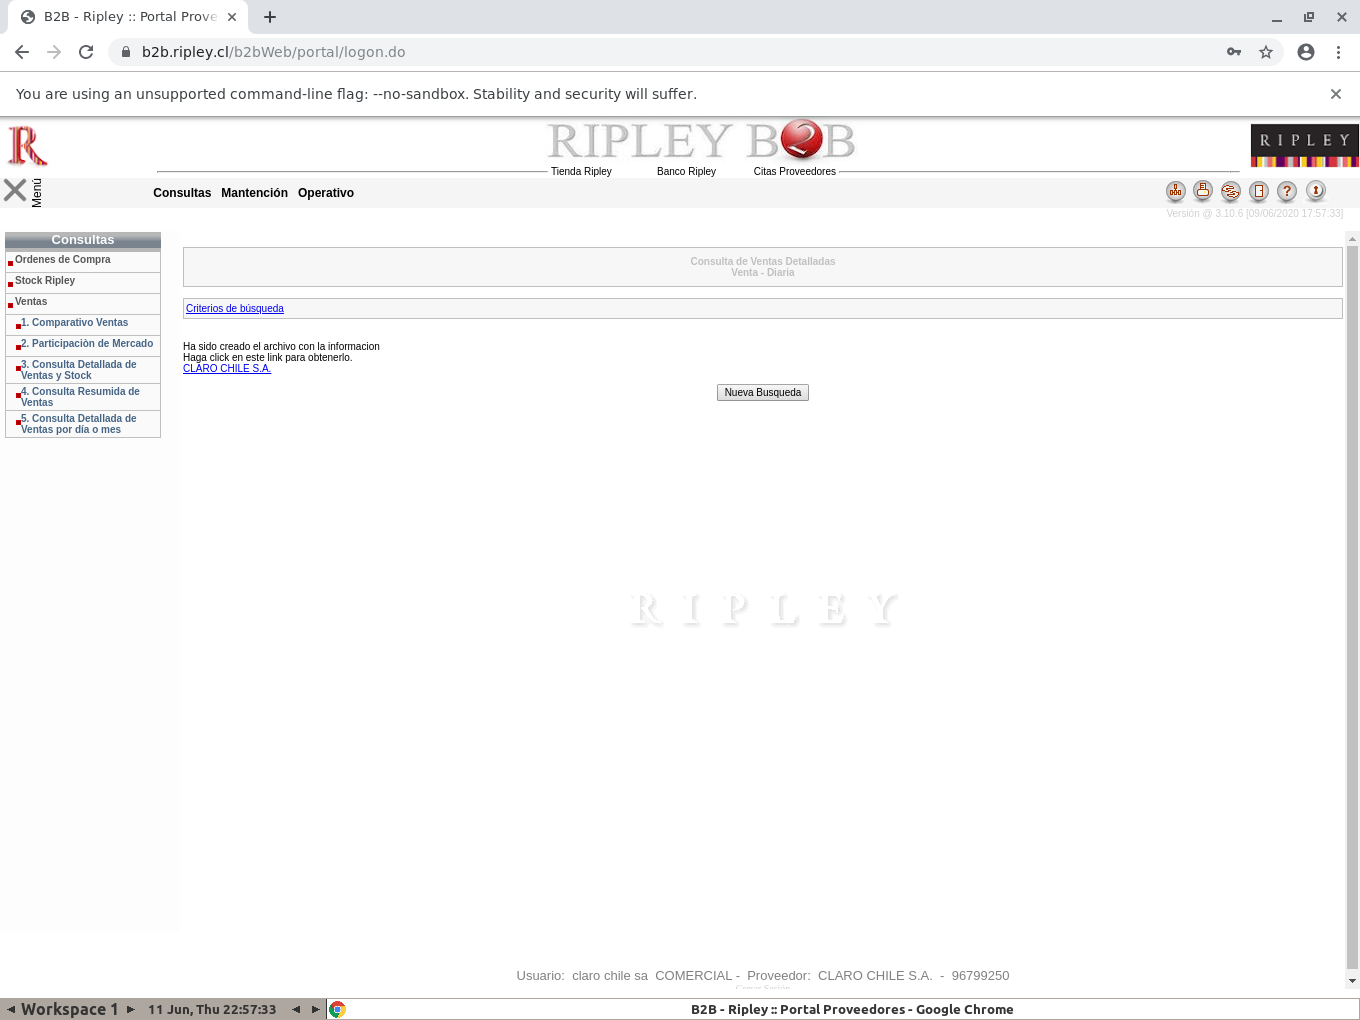 B2B - Ripley :: Portal Prove
b2b.ripley.cl/b2bWeb/portal/logon.do
You are using an unsupported command-line flag: --no-sandbox. Stability and security will suffer.
R
RIPLEY B2B
RIPLEY
Tienda Ripley Banco Ripley Citas Proveedores
Menú
Consultas Mantención Operativo
Versión @ 3.10.6 [09/06/2020 17:57:33]
Consultas
Ordenes de Compra
Stock Ripley
Ventas
1. Comparativo Ventas
2. Participaciòn de Mercado
3. Consulta Detallada de
Ventas y Stock
4. Consulta Resumida de
Ventas
5. Consulta Detallada de
Ventas por día o mes
Consulta de Ventas Detalladas
Venta - Diaria
Criterios de búsqueda
Ha sido creado el archivo con la informacion
Haga click en este link para obtenerlo.
CLARO CHILE S.A.
Nueva Busqueda
RIPLEY
Usuario: claro chile sa COMERCIAL - Proveedor: CLARO CHILE S.A. - 96799250
Cerrar Sesión
Workspace 1
11 Jun, Thu 22:57:33
B2B - Ripley :: Portal Proveedores - Google Chrome